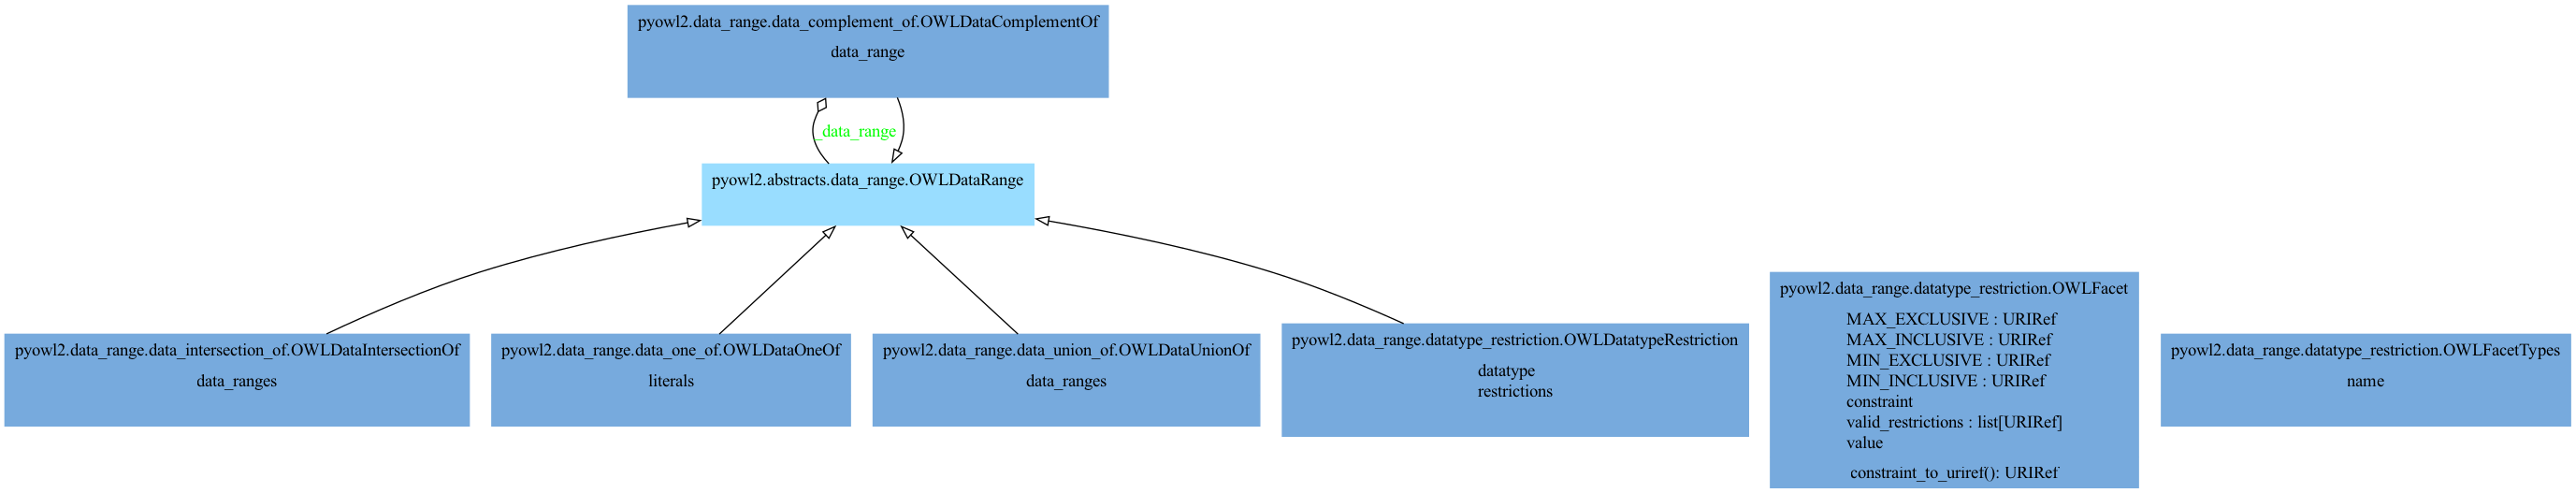 pyowl2.data_range.data_complement_of.OWLDataComplementOf
data_range
_data_range
pyowl2.abstracts.data_range.OWLDataRange
pyowl2.data_range.data_intersection_of.OWLDataIntersectionOf
data_ranges
pyowl2.data_range.data_one_of.OWLDataOneOf
literals
pyowl2.data_range.data_union_of.OWLDataUnionOf
data_ranges
pyowl2.data_range.datatype_restriction.OWLDatatypeRestriction
datatype
restrictions
pyowl2.data_range.datatype_restriction.OWLFacet
MAX_EXCLUSIVE : URIRef
MAX_INCLUSIVE : URIRef
MIN_EXCLUSIVE : URIRef
MIN_INCLUSIVE : URIRef
constraint
valid_restrictions : list[URIRef]
value
constraint_to_uriref(): URIRef
pyowl2.data_range.datatype_restriction.OWLFacetTypes
name